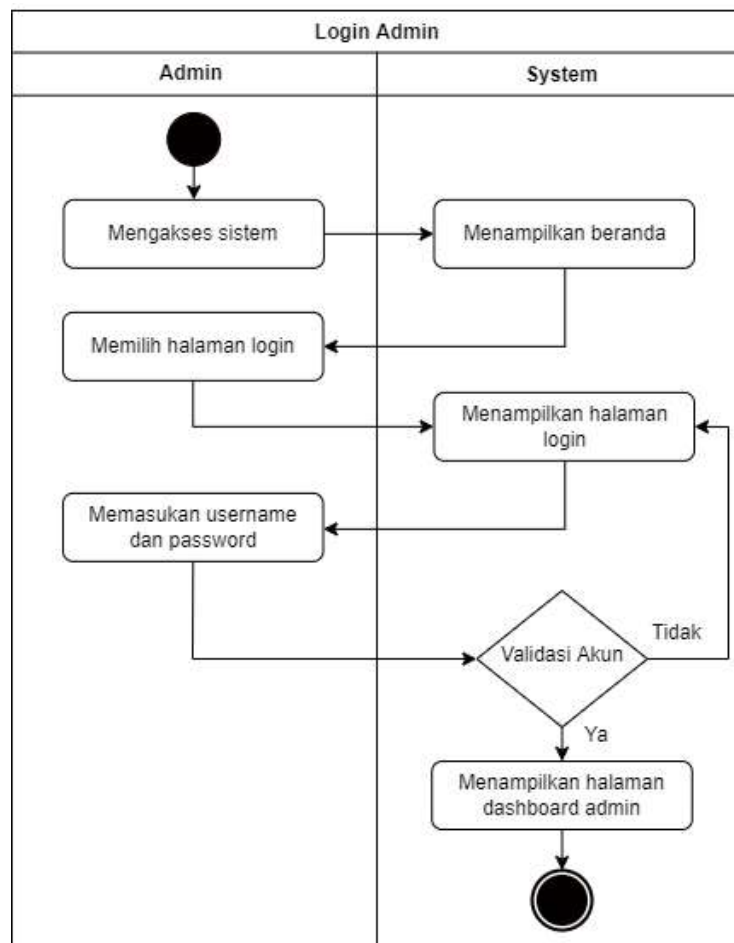 Login Admin
Admin
System
Mengakses sistem
Menampilkan beranda
Memilih halaman login
Menampilkan halaman
login
Memasukan username
dan password
Validasi Akun
Tidak
Ya
Menampilkan halaman
dashboard admin